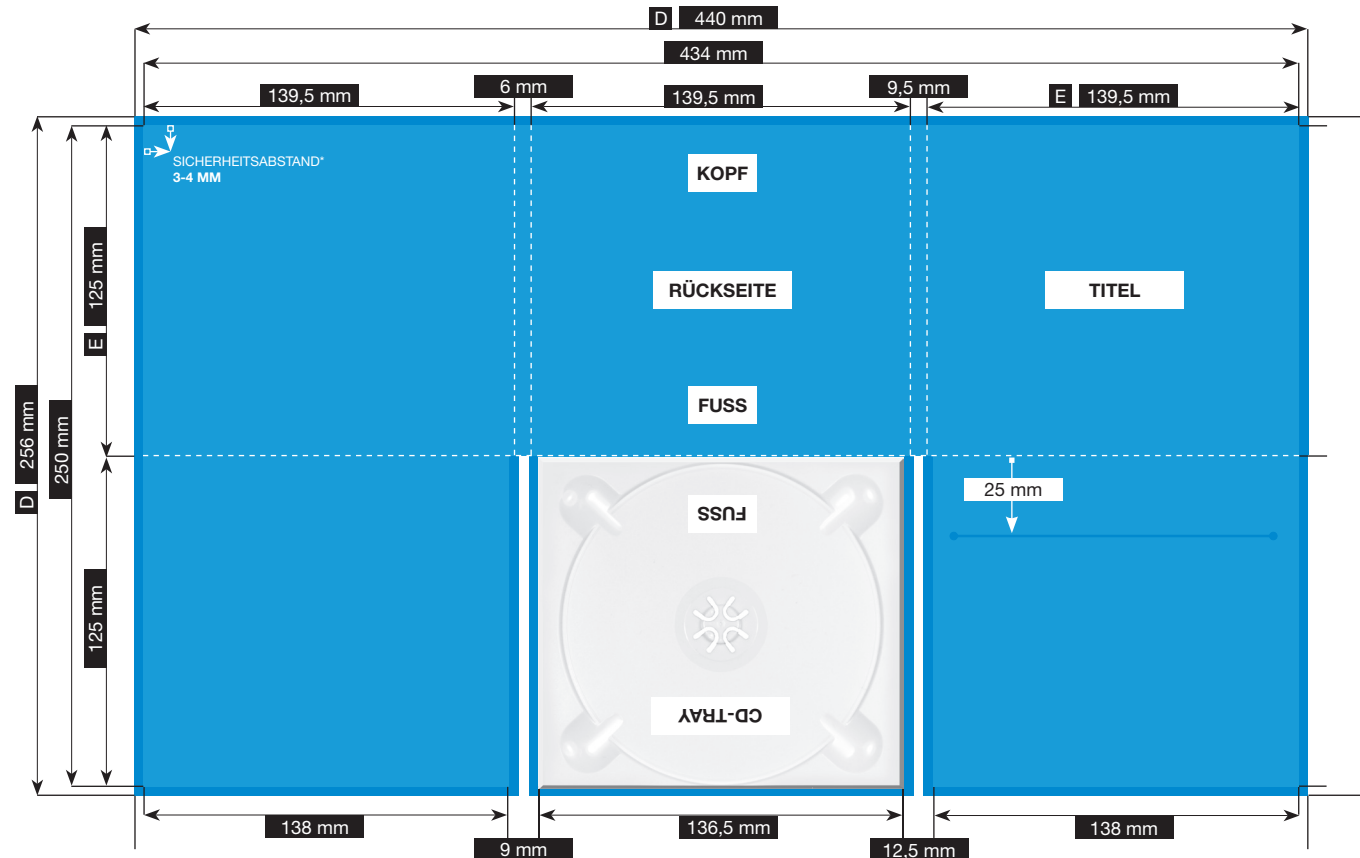 D 440 mm
434 mm
139,5 mm
6 mm
139,5 mm
9,5 mm
E 139,5 mm
SICHERHEITSABSTAND*
3-4 MM
KOPF
RÜCKSEITE
TITEL
FUSS
125 mm
E
250 mm
256 mm
D
125 mm
FUSS
25 mm
CD-TRAY
138 mm
9 mm
136,5 mm
12,5 mm
138 mm